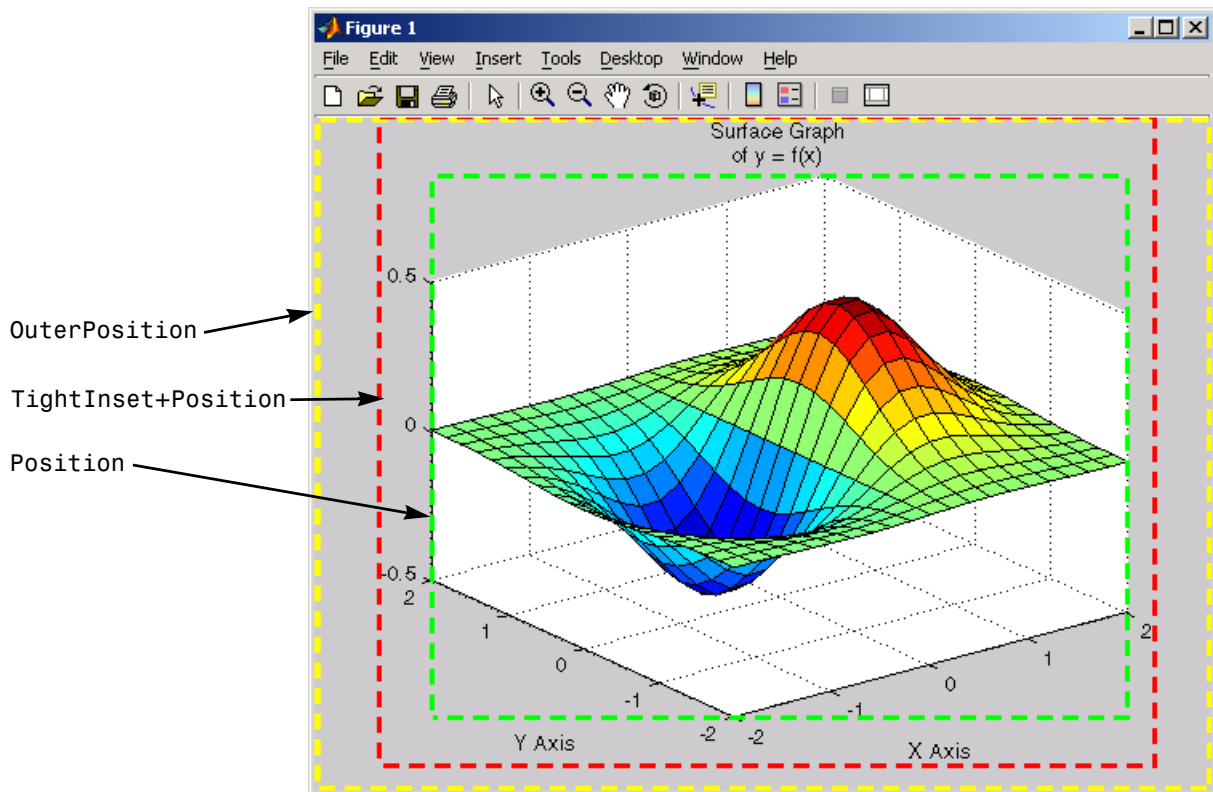 Figure 1
File Edit View Insert Tools Desktop Window Help
Surface Graph
of y = f(x)
0.5
OuterPosition
TightInset+Position
0
Position
-0.5
2
1
0
-1
-2
-2
-1
0
1
2
Y Axis
X Axis